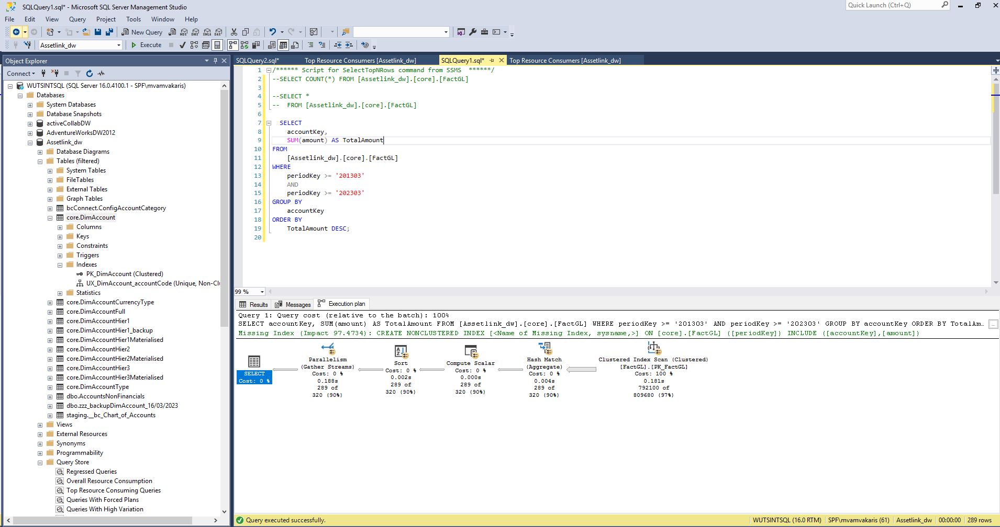 SQLQuery1.sql* - Microsoft SQL Server Management Studio
Quick Launch (Ctrl+Q)
File Edit View Query Project Tools Window Help
New Query MDX DMX XMLA DAX
Assetlink_dw Execute
Object Explorer
Connect
WUTSINTSQL (SQL Server 16.0.4100.1 - SPF\mvamvakaris)
Databases
System Databases
Database Snapshots
activeCollabDW
AdventureWorksDW2012
Assetlink_dw
Database Diagrams
Tables (filtered)
System Tables
FileTables
External Tables
Graph Tables
bcConnect.ConfigAccountCategory
core.DimAccount
Columns
Keys
Constraints
Triggers
Indexes
PK_DimAccount (Clustered)
UX_DimAccount_accountCode (Unique, Non-Cl
Statistics
core.DimAccountCurrencyType
core.DimAccountFull
core.DimAccountHier1
core.DimAccountHier1_backup
core.DimAccountHier1Materialised
core.DimAccountHier2
core.DimAccountHier2Materialised
core.DimAccountHier3
core.DimAccountHier3Materialised
core.DimAccountType
dbo.AccountsNonFinancials
dbo.zzz_backupDimAccount_16/03/2023
staging.__bc_Chart_of_Accounts
Views
External Resources
Synonyms
Programmability
Query Store
Regressed Queries
Overall Resource Consumption
Top Resource Consuming Queries
Queries With Forced Plans
Queries With High Variation
SQLQuery2.sql* Top Resource Consumers [Assetlink_dw] SQLQuery1.sql* Top Resource Consumers [Assetlink_dw]
1 /****** Script for SelectTopNRows command from SSMS  ******/
2 --SELECT COUNT(*) FROM [Assetlink_dw].[core].[FactGL]
3
4 --SELECT *
5 --  FROM [Assetlink_dw].[core].[FactGL]
6
7 SELECT
8 accountKey,
9 SUM(amount) AS TotalAmount
10 FROM
11 [Assetlink_dw].[core].[FactGL]
12 WHERE
13 periodKey >= '201303'
14 AND
15 periodKey >= '202303'
16 GROUP BY
17 accountKey
18 ORDER BY
19 TotalAmount DESC;
20
99 %
Results Messages Execution plan
Query 1: Query cost (relative to the batch): 100%
SELECT accountKey, SUM(amount) AS TotalAmount FROM [Assetlink_dw].[core].[FactGL] WHERE periodKey >= '201303' AND periodKey >= '202303' GROUP BY accountKey ORDER BY TotalAm... ...
Missing Index (Impact 97.4734): CREATE NONCLUSTERED INDEX [<Name of Missing Index, sysname,>] ON [core].[FactGL] ([periodKey]) INCLUDE ([accountKey],[amount])
SELECT
Cost: 0 %
Parallelism
(Gather Streams)
Cost: 0 %
0.188s
289 of
320 (90%)
Sort
Cost: 0 %
0.002s
289 of
320 (90%)
Compute Scalar
Cost: 0 %
0.000s
289 of
320 (90%)
Hash Match
(Aggregate)
Cost: 0 %
0.004s
289 of
320 (90%)
Clustered Index Scan (Clustered)
[FactGL].[PK_FactGL]
Cost: 100 %
0.181s
792100 of
809680 (97%)
Query executed successfully. WUTSINTSQL (16.0 RTM) SPF\mvamvakaris (61) Assetlink_dw 00:00:00 289 rows